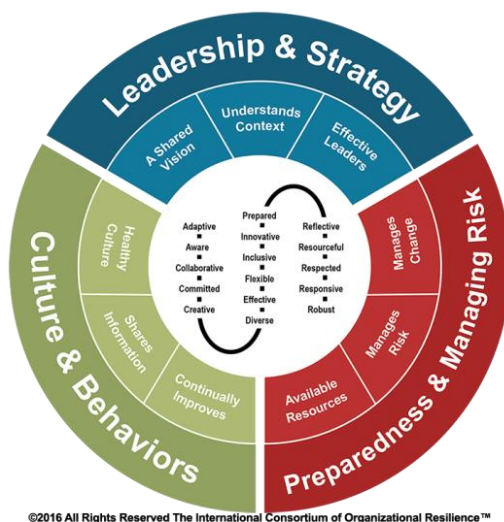 Leadership & Strategy
A Shared
Vision
Understands
Context
Effective
Leaders
Culture & Behaviors
Healthy
Culture
Shares
Information
Continually
Improves
Preparedness & Managing Risk
Manages
Change
Manages
Risk
Available
Resources
Adaptive
Aware
Collaborative
Committed
Creative
Prepared
Innovative
Inclusive
Flexible
Effective
Diverse
Reflective
Resourceful
Respected
Responsive
Robust
©2016 All Rights Reserved The International Consortium of Organizational Resilience™